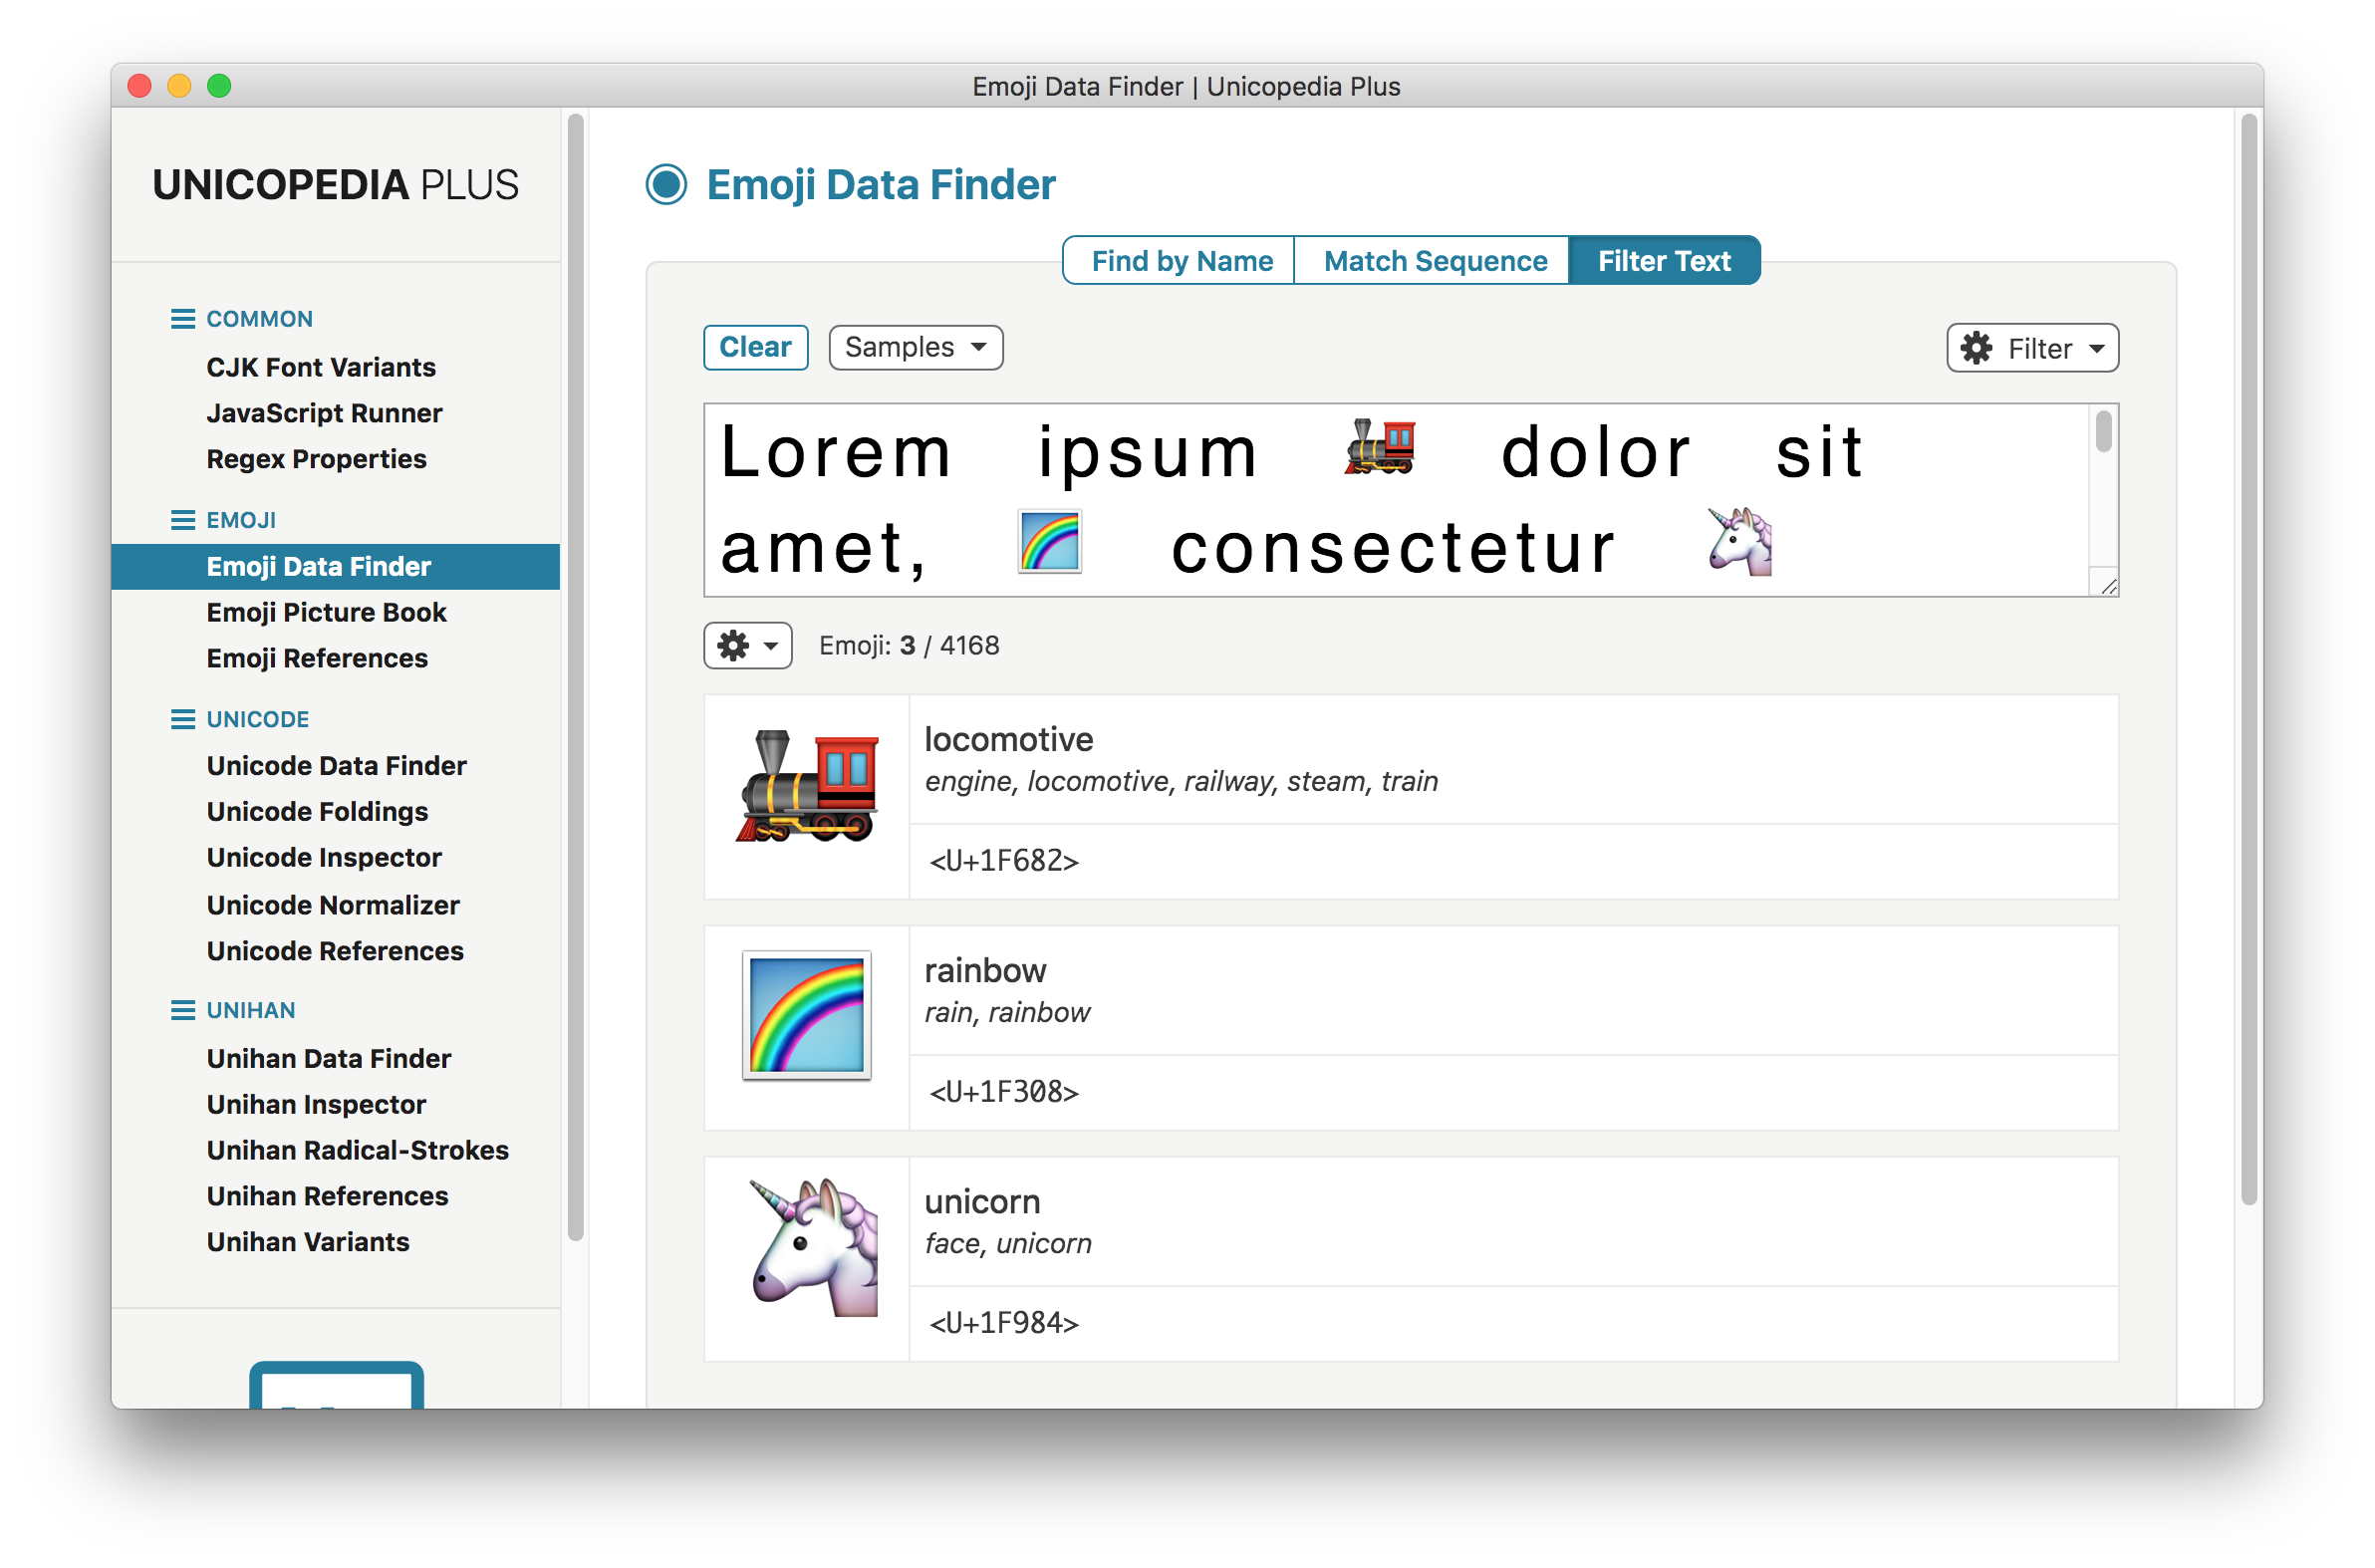 Emoji Data Finder | Unicopedia Plus
UNICOPEDIA PLUS
COMMON
CJK Font Variants
JavaScript Runner
Regex Properties
EMOJI
Emoji Data Finder
Emoji Picture Book
Emoji References
UNICODE
Unicode Data Finder
Unicode Foldings
Unicode Inspector
Unicode Normalizer
Unicode References
UNIHAN
Unihan Data Finder
Unihan Inspector
Unihan Radical-Strokes
Unihan References
Unihan Variants
Emoji Data Finder
Find by Name Match Sequence Filter Text
Clear Samples Filter
Lorem ipsum 🚂 dolor sit
amet, 🌈 consectetur 🦄
Emoji: 3 / 4168
locomotive
engine, locomotive, railway, steam, train
<U+1F682>
rainbow
rain, rainbow
<U+1F308>
unicorn
face, unicorn
<U+1F984>